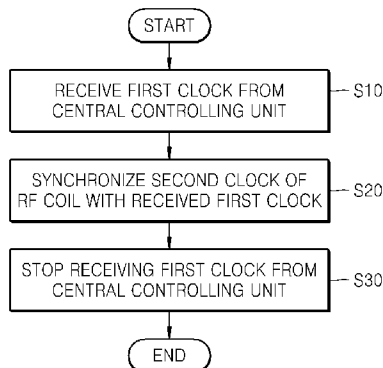 START
RECEIVE FIRST CLOCK FROM
CENTRAL CONTROLLING UNIT
S10
SYNCHRONIZE SECOND CLOCK OF
RF COIL WITH RECEIVED FIRST CLOCK
S20
STOP RECEIVING FIRST CLOCK FROM
CENTRAL CONTROLLING UNIT
S30
END